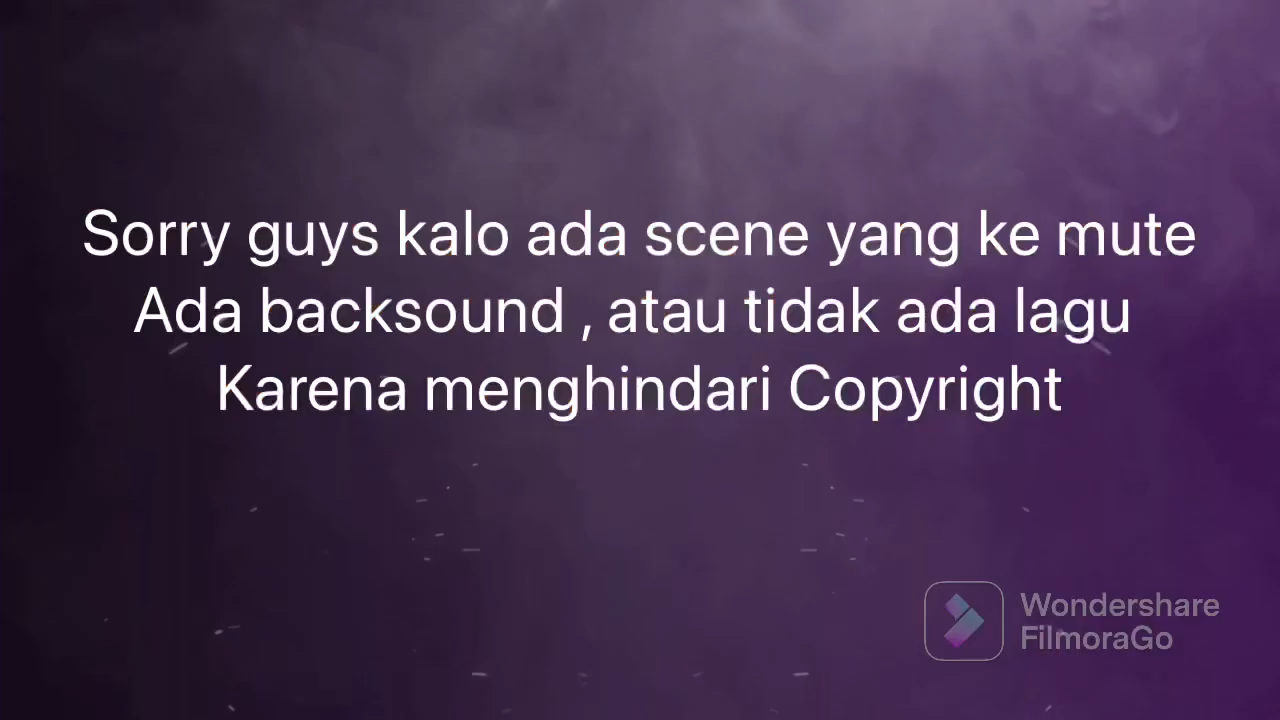 Sorry guys kalo ada scene yang ke mute
Ada backsound , atau tidak ada lagu
Karena menghindari Copyright
Wondershare
FilmoraGo